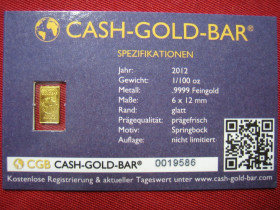 CASH-GOLD-BAR®
SPEZIFIKATIONEN
Jahr: 2012
Gewicht: 1/100 oz
Metall: .9999 Feingold
Maße: 6 x 12 mm
Rand: glatt
Prägequalität: prägefrisch
Motiv: Springbock
Auflage: nicht limitiert
CGB CASH-GOLD-BAR® 0019586
Kostenlose Registrierung & aktueller Tageswert unter www.cash-gold-bar.com